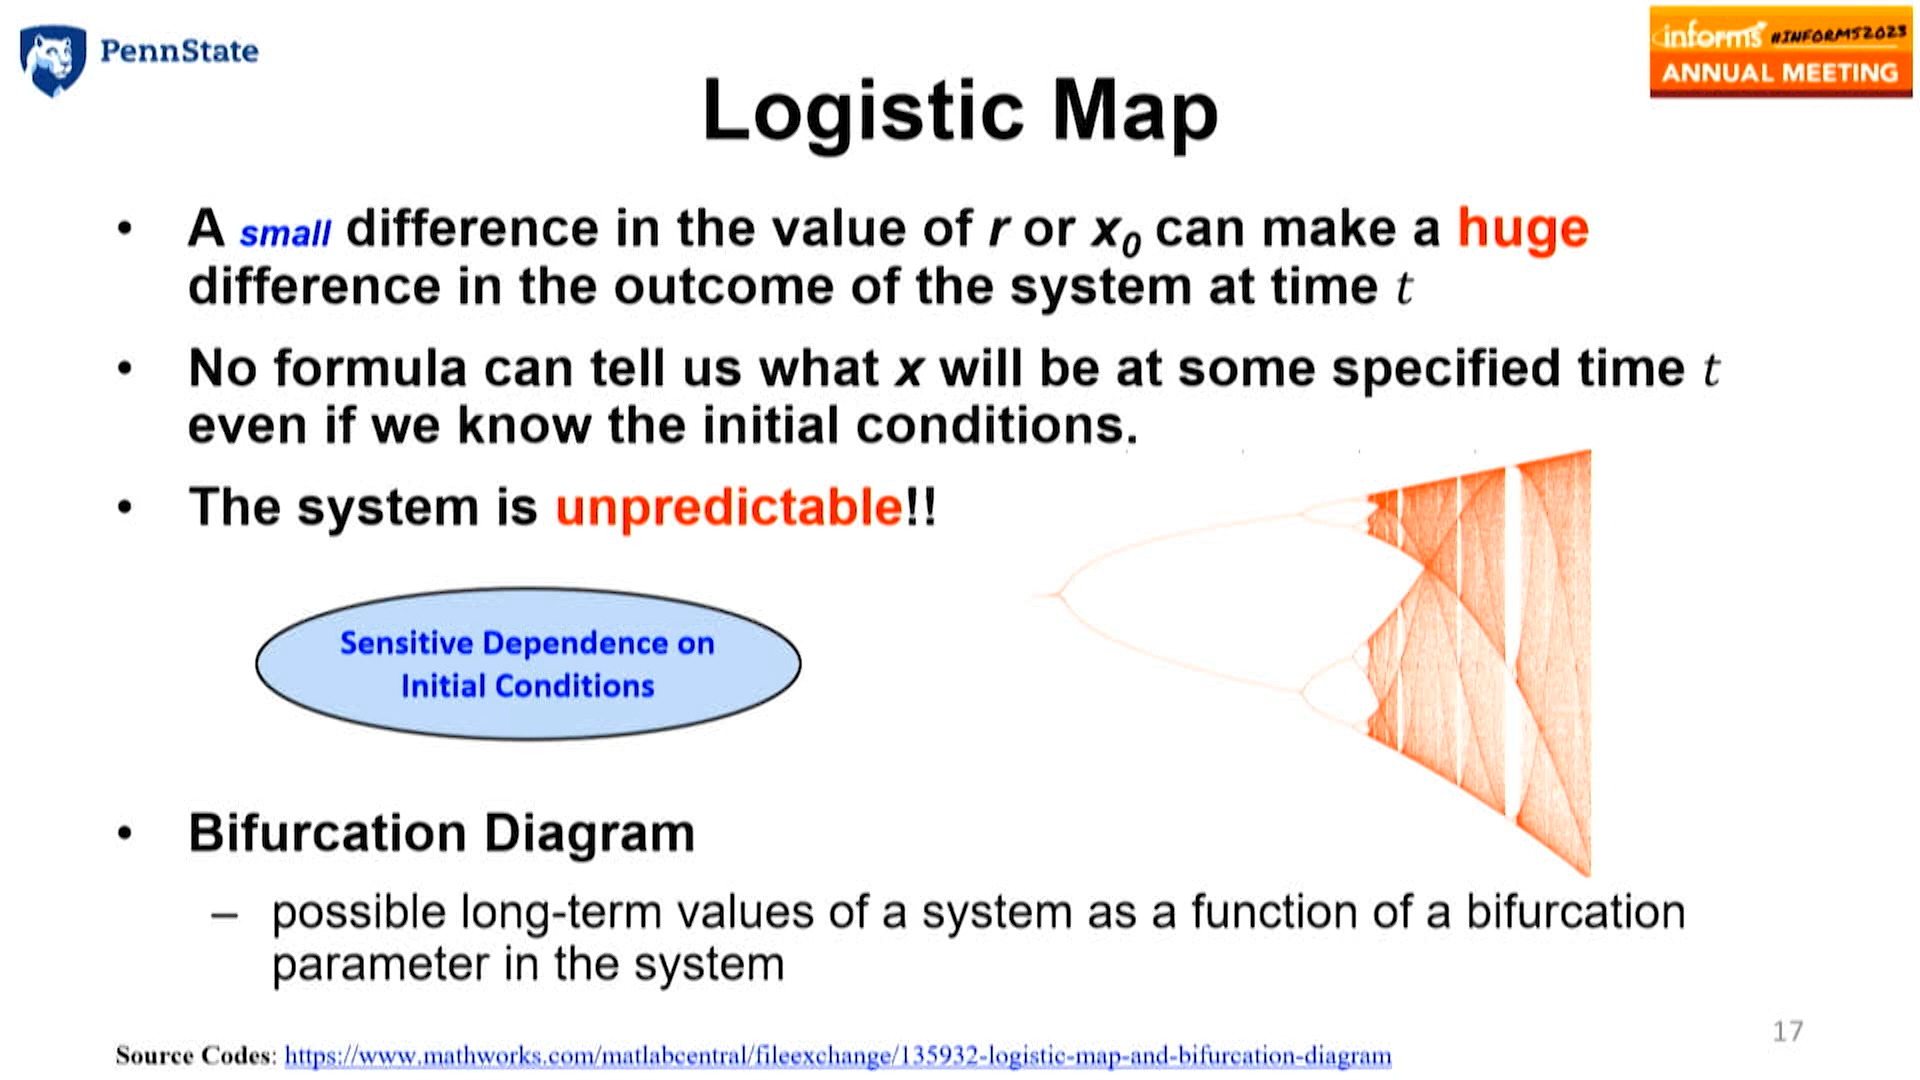 PennState
informs #INFORMS2023
ANNUAL MEETING
Logistic Map
• A small difference in the value of r or x0 can make a huge
difference in the outcome of the system at time t
• No formula can tell us what x will be at some specified time t
even if we know the initial conditions.
• The system is unpredictable!!
Sensitive Dependence on
Initial Conditions
• Bifurcation Diagram
– possible long-term values of a system as a function of a bifurcation
parameter in the system
17
Source Codes: https://www.mathworks.com/matlabcentral/fileexchange/135932-logistic-map-and-bifurcation-diagram